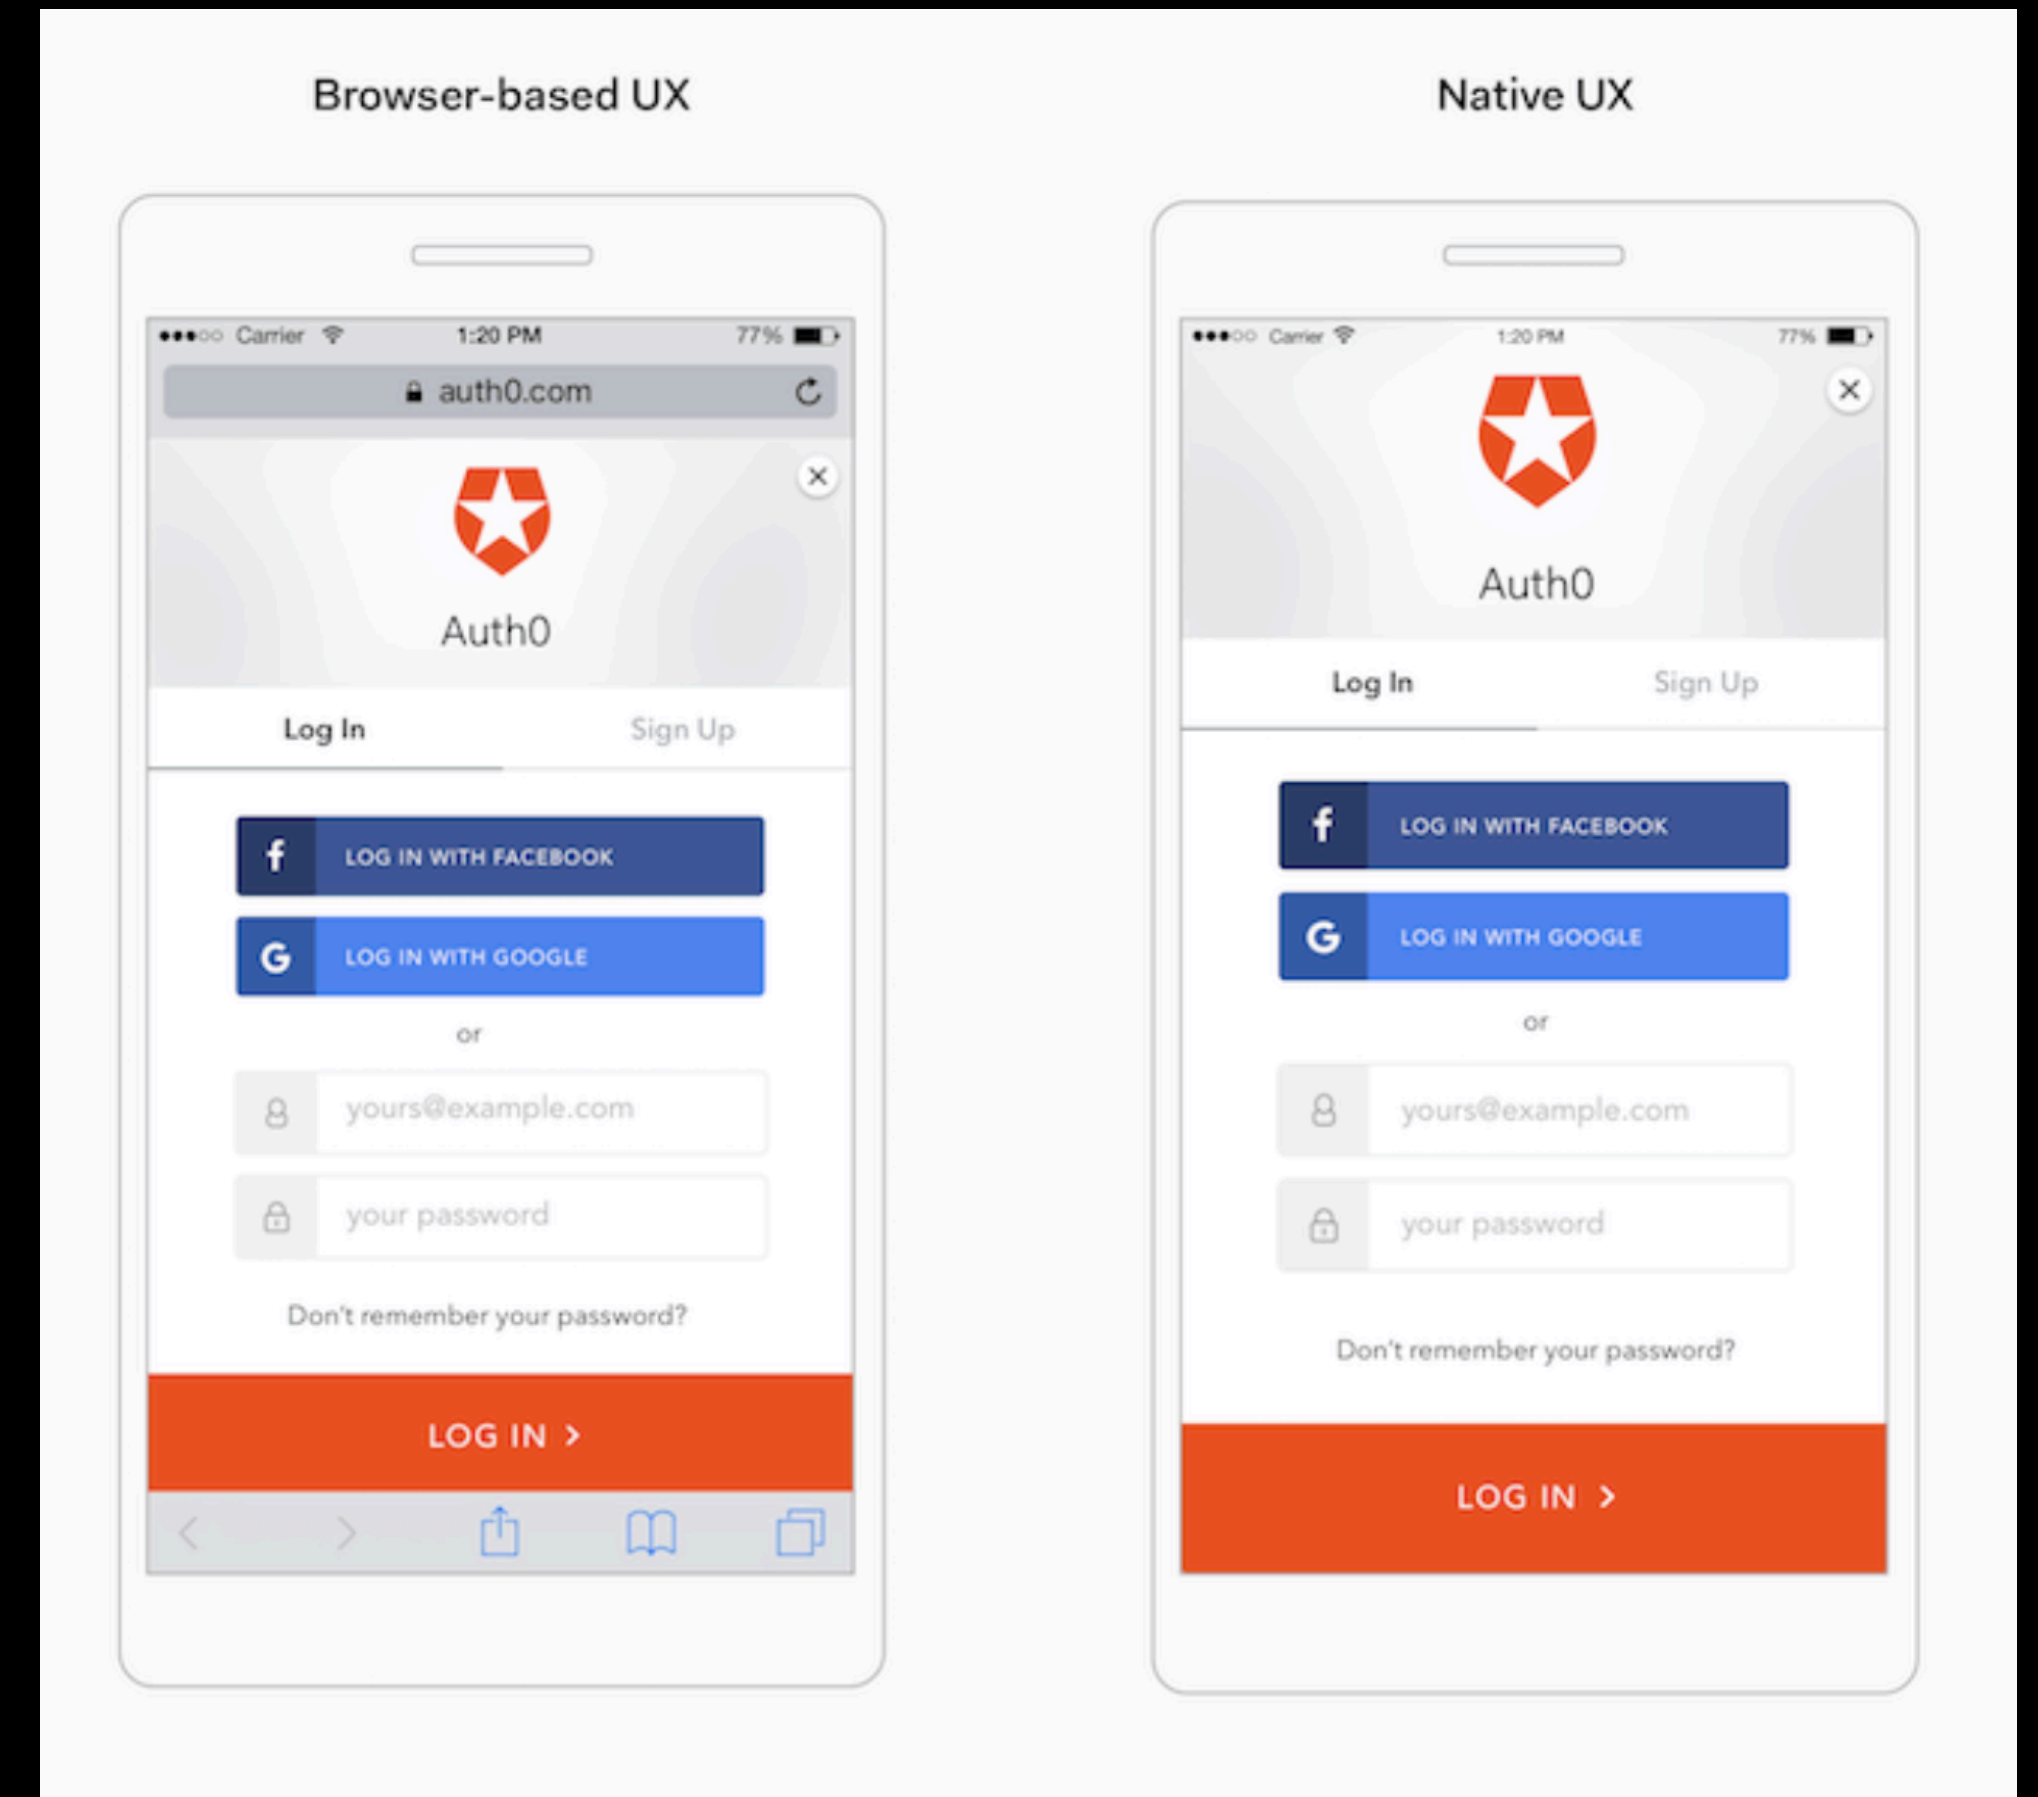 Browser-based UX
Carrier 1:20 PM 77%
auth0.com
Auth0
Log In Sign Up
f LOG IN WITH FACEBOOK
G LOG IN WITH GOOGLE
or
yours@example.com
your password
Don't remember your password?
LOG IN >
Native UX
Carrier 1:20 PM 77%
Auth0
Log In Sign Up
f LOG IN WITH FACEBOOK
G LOG IN WITH GOOGLE
or
yours@example.com
your password
Don't remember your password?
LOG IN >